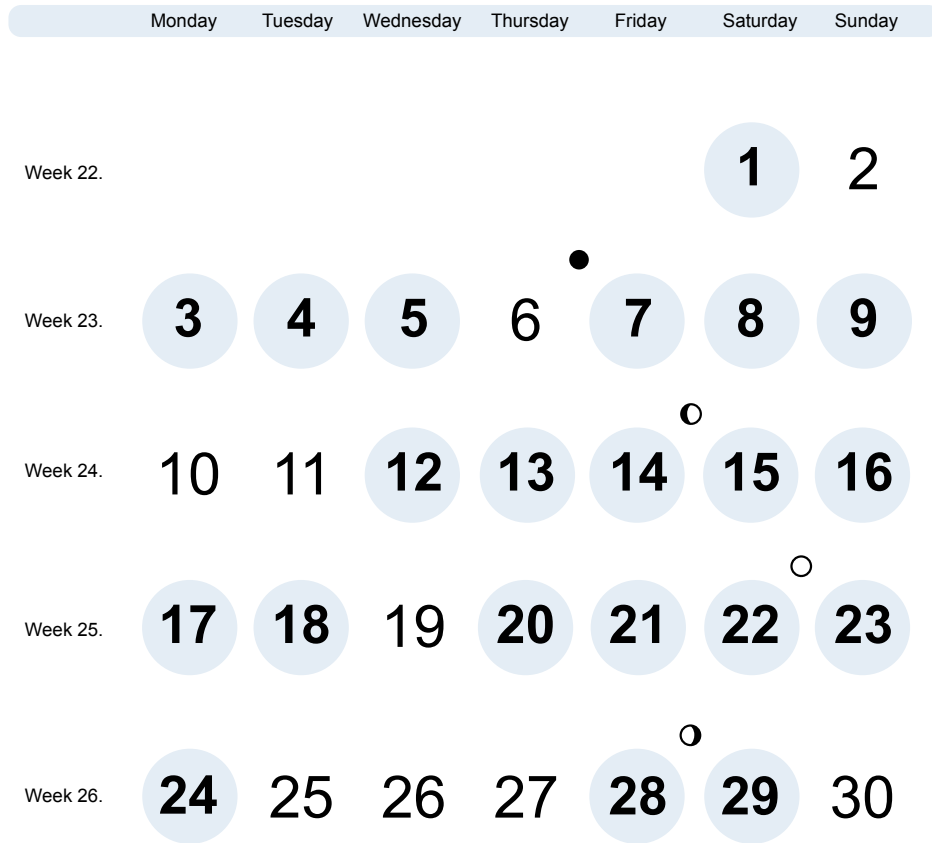 Monday Tuesday Wednesday Thursday Friday Saturday Sunday
Week 22. 1 2
Week 23. 3 4 5 6 7 8 9
Week 24. 10 11 12 13 14 15 16
Week 25. 17 18 19 20 21 22 23
Week 26. 24 25 26 27 28 29 30